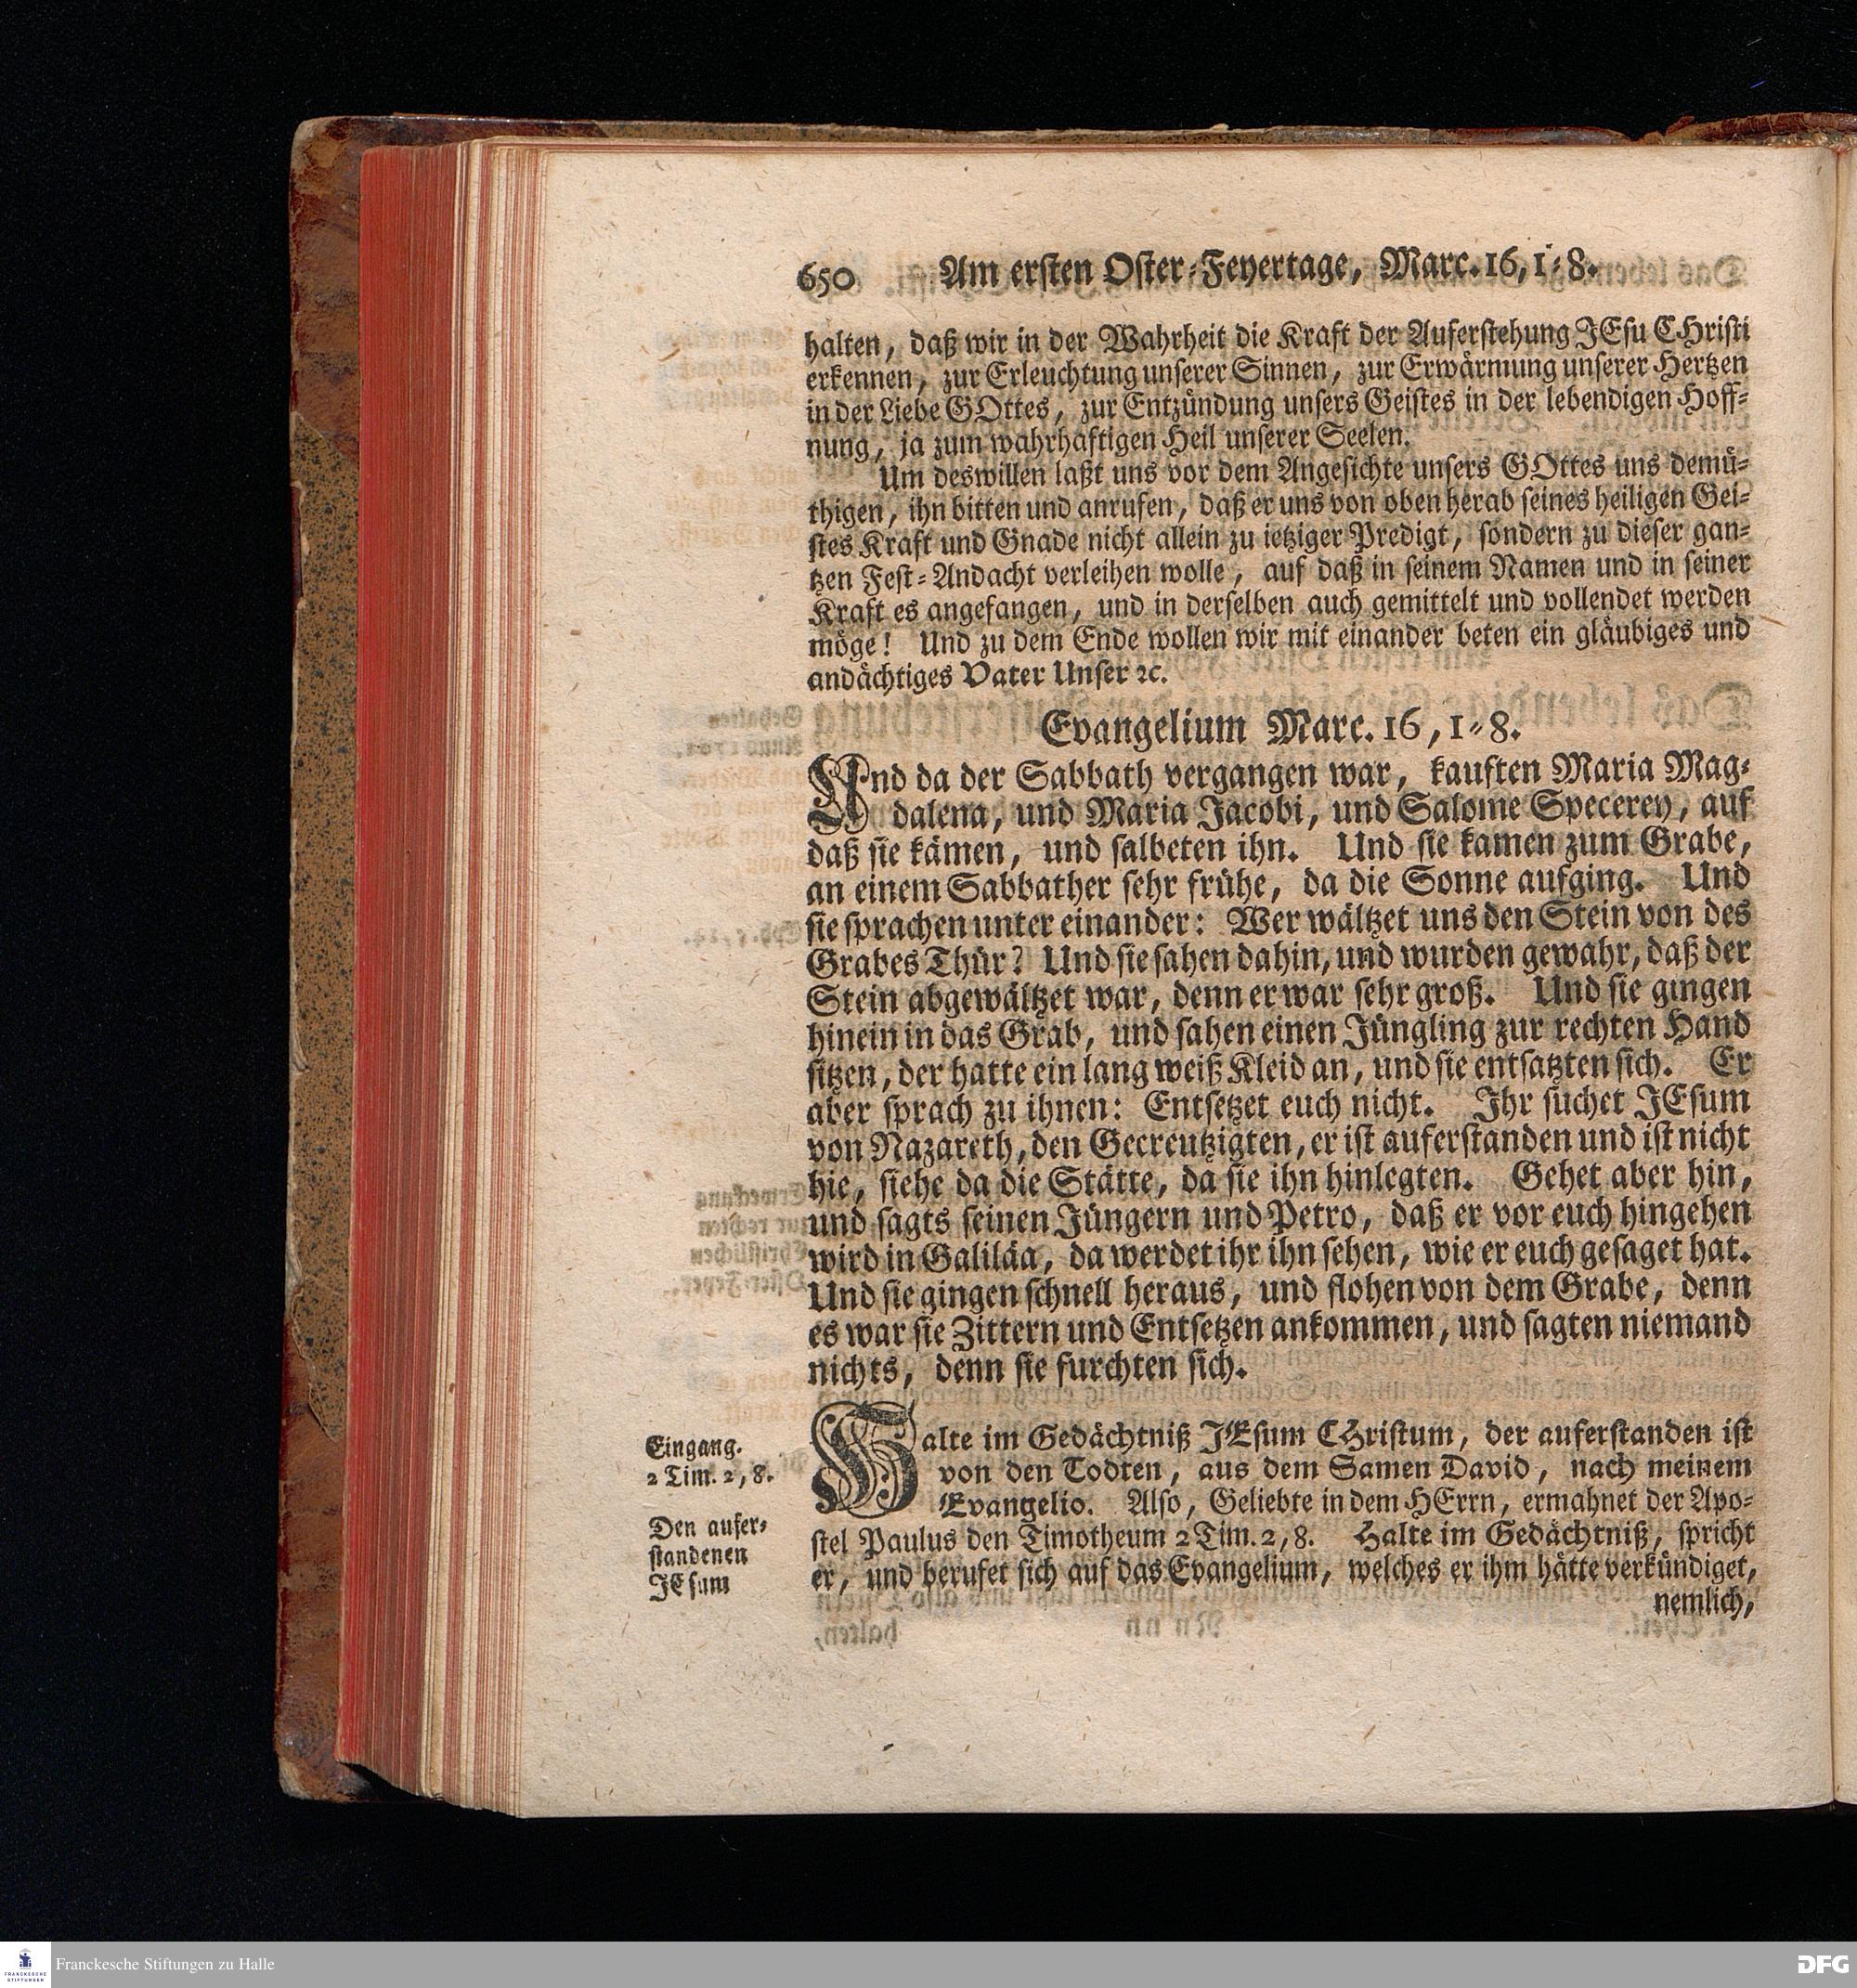 650 Am ersten Oster-Feyertage, Marc. 16, 1-8.
halten, daß wir in der Wahrheit die Kraft der Auferstehung JEsu CHristi
erkennen, zur Erleuchtung unserer Sinnen, zur Erwärmung unserer Hertzen
in der Liebe GOttes, zur Entzündung unsers Geistes in der lebendigen Hoff-
nung, ja zum wahrhaftigen Heil unserer Seelen.
Um deswillen laßt uns vor dem Angesichte unsers GOttes uns demü-
thigen, ihn bitten und anrufen, daß er uns von oben herab seines heiligen Gei-
stes Kraft und Gnade nicht allein zu ietziger Predigt, sondern zu dieser gan-
tzen Fest-Andacht verleihen wolle, auf daß in seinem Namen und in seiner
Kraft es angefangen, und in derselben auch gemittelt und vollendet werden
möge! Und zu dem Ende wollen wir mit einander beten ein gläubiges und
andächtiges Vater Unser ꝛc.
Evangelium Marc. 16, 1-8.
Und da der Sabbath vergangen war, kauften Maria Mag-
dalena, und Maria Jacobi, und Salome Specerey, auf
daß sie kämen, und salbeten ihn. Und sie kamen zum Grabe,
an einem Sabbather sehr frühe, da die Sonne aufging. Und
sie sprachen unter einander: Wer wältzet uns den Stein von des
Grabes Thür? Und sie sahen dahin, und wurden gewahr, daß der
Stein abgewältzet war, denn er war sehr groß. Und sie gingen
hinein in das Grab, und sahen einen Jüngling zur rechten Hand
sitzen, der hatte ein lang weiß Kleid an, und sie entsatzten sich. Er
aber sprach zu ihnen: Entsetzet euch nicht. Ihr suchet JEsum
von Nazareth, den Gecreutzigten, er ist auferstanden und ist nicht
hie, siehe da die Stätte, da sie ihn hinlegten. Gehet aber hin,
und sagts seinen Jüngern und Petro, daß er vor euch hingehen
wird in Galiläa, da werdet ihr ihn sehen, wie er euch gesaget hat.
Und sie gingen schnell heraus, und flohen von dem Grabe, denn
es war sie Zittern und Entsetzen ankommen, und sagten niemand
nichts, denn sie furchten sich.
Eingang.
2 Tim. 2, 8.
Den aufer-
standenen
JEsum
Halte im Gedächtniß JEsum CHristum, der auferstanden ist
von den Todten, aus dem Samen David, nach meinem
Evangelio. Also, Geliebte in dem HErrn, ermahnet der Apo-
stel Paulus den Timotheum 2 Tim. 2, 8. Halte im Gedächtniß, spricht
er, und berufet sich auf das Evangelium, welches er ihm hätte verkündiget,
nemlich,
FRANCKESCHE
STIFTUNGEN
Franckesche Stiftungen zu Halle
DFG